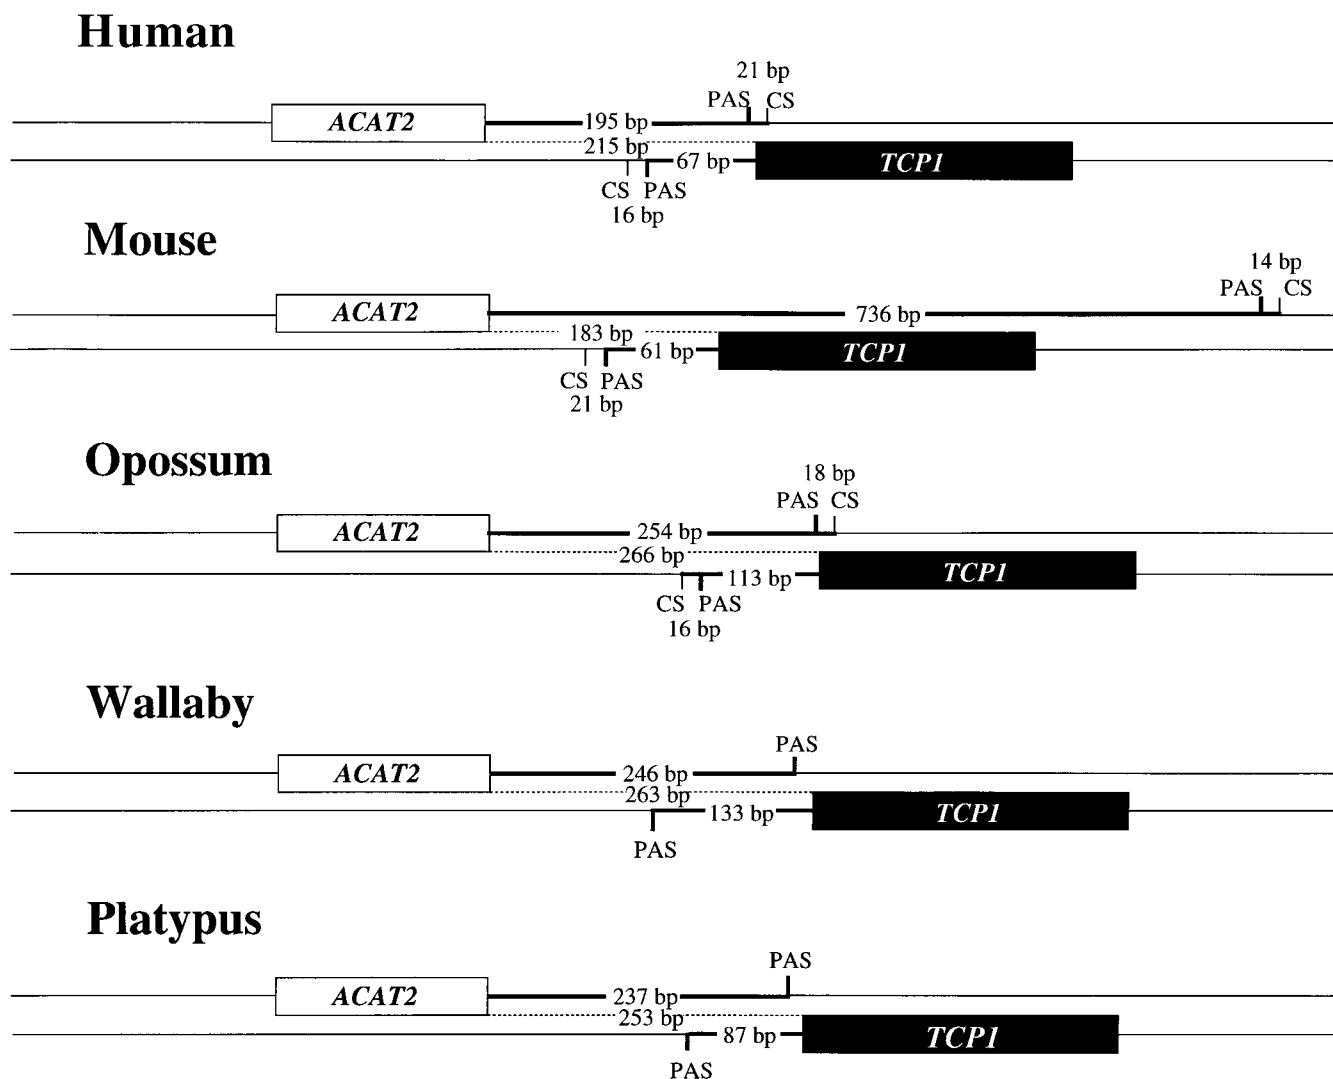 Human
21 bp
PAS CS
ACAT2
195 bp
215 bp
67 bp
TCP1
CS PAS
16 bp
Mouse
14 bp
PAS CS
ACAT2
736 bp
183 bp
61 bp
TCP1
CS PAS
21 bp
Opossum
18 bp
PAS CS
ACAT2
254 bp
266 bp
113 bp
TCP1
CS PAS
16 bp
Wallaby
PAS
ACAT2
246 bp
263 bp
133 bp
TCP1
PAS
Platypus
PAS
ACAT2
237 bp
253 bp
87 bp
TCP1
PAS